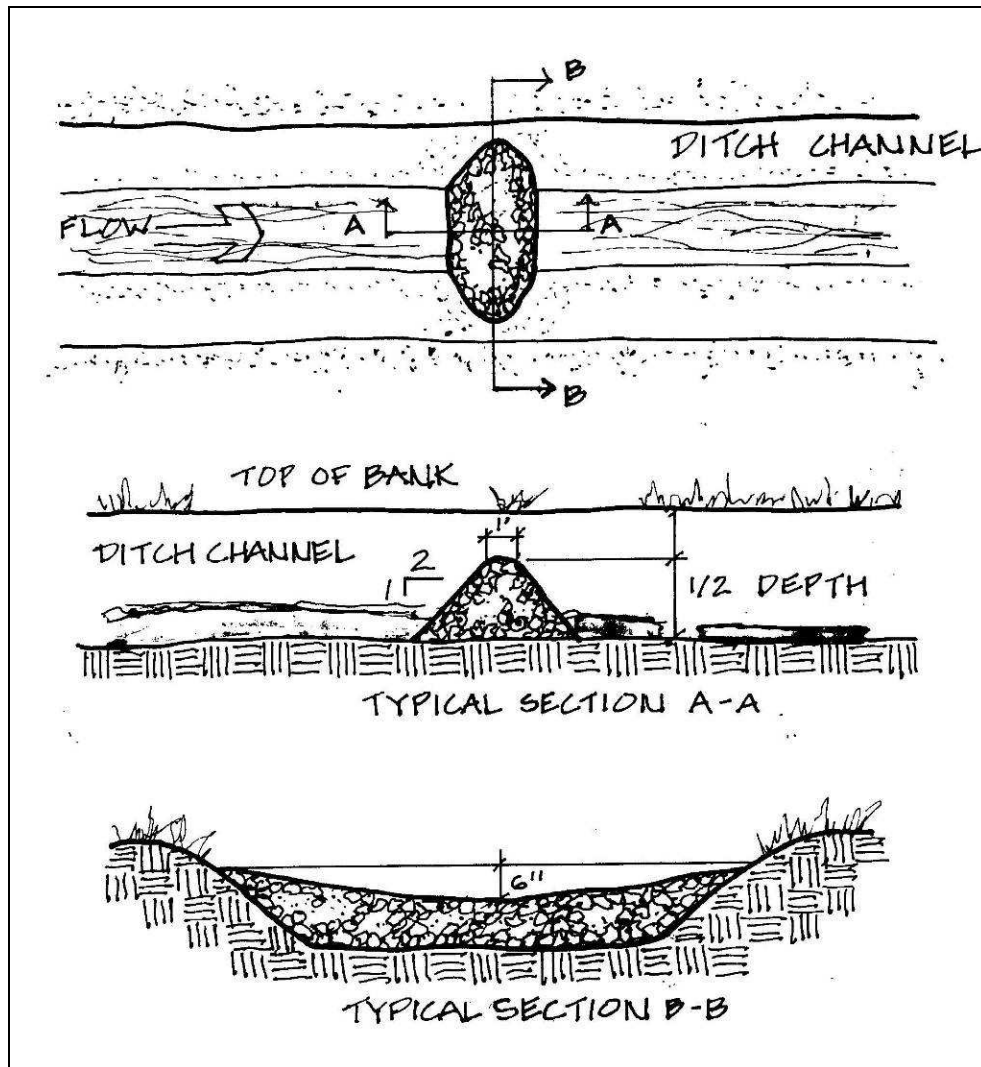 B
DITCH CHANNEL
FLOW
A
A
B
TOP OF BANK
1'
DITCH CHANNEL
2
1
1/2 DEPTH
TYPICAL SECTION A-A
6"
TYPICAL SECTION B-B